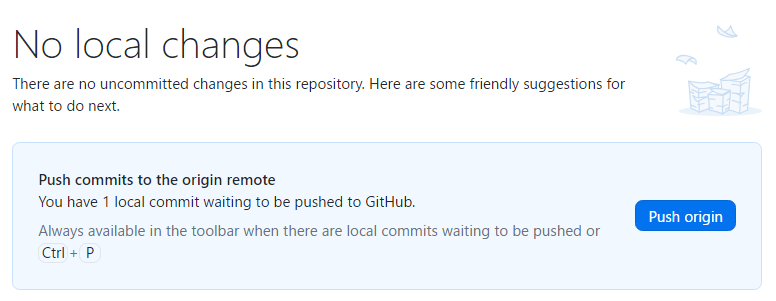 No local changes
There are no uncommitted changes in this repository. Here are some friendly suggestions for
what to do next.
Push commits to the origin remote
You have 1 local commit waiting to be pushed to GitHub.
Always available in the toolbar when there are local commits waiting to be pushed or
Ctrl + P
Push origin